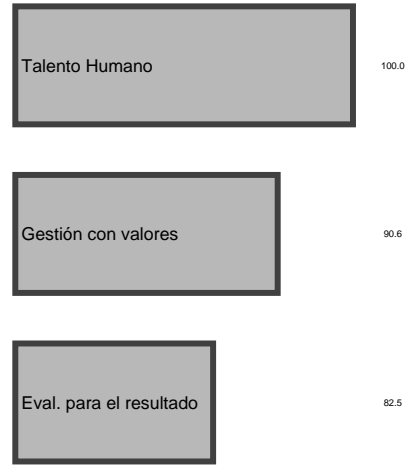 Talento Humano 100.0
Gestión con valores 90.6
Eval. para el resultado 82.5